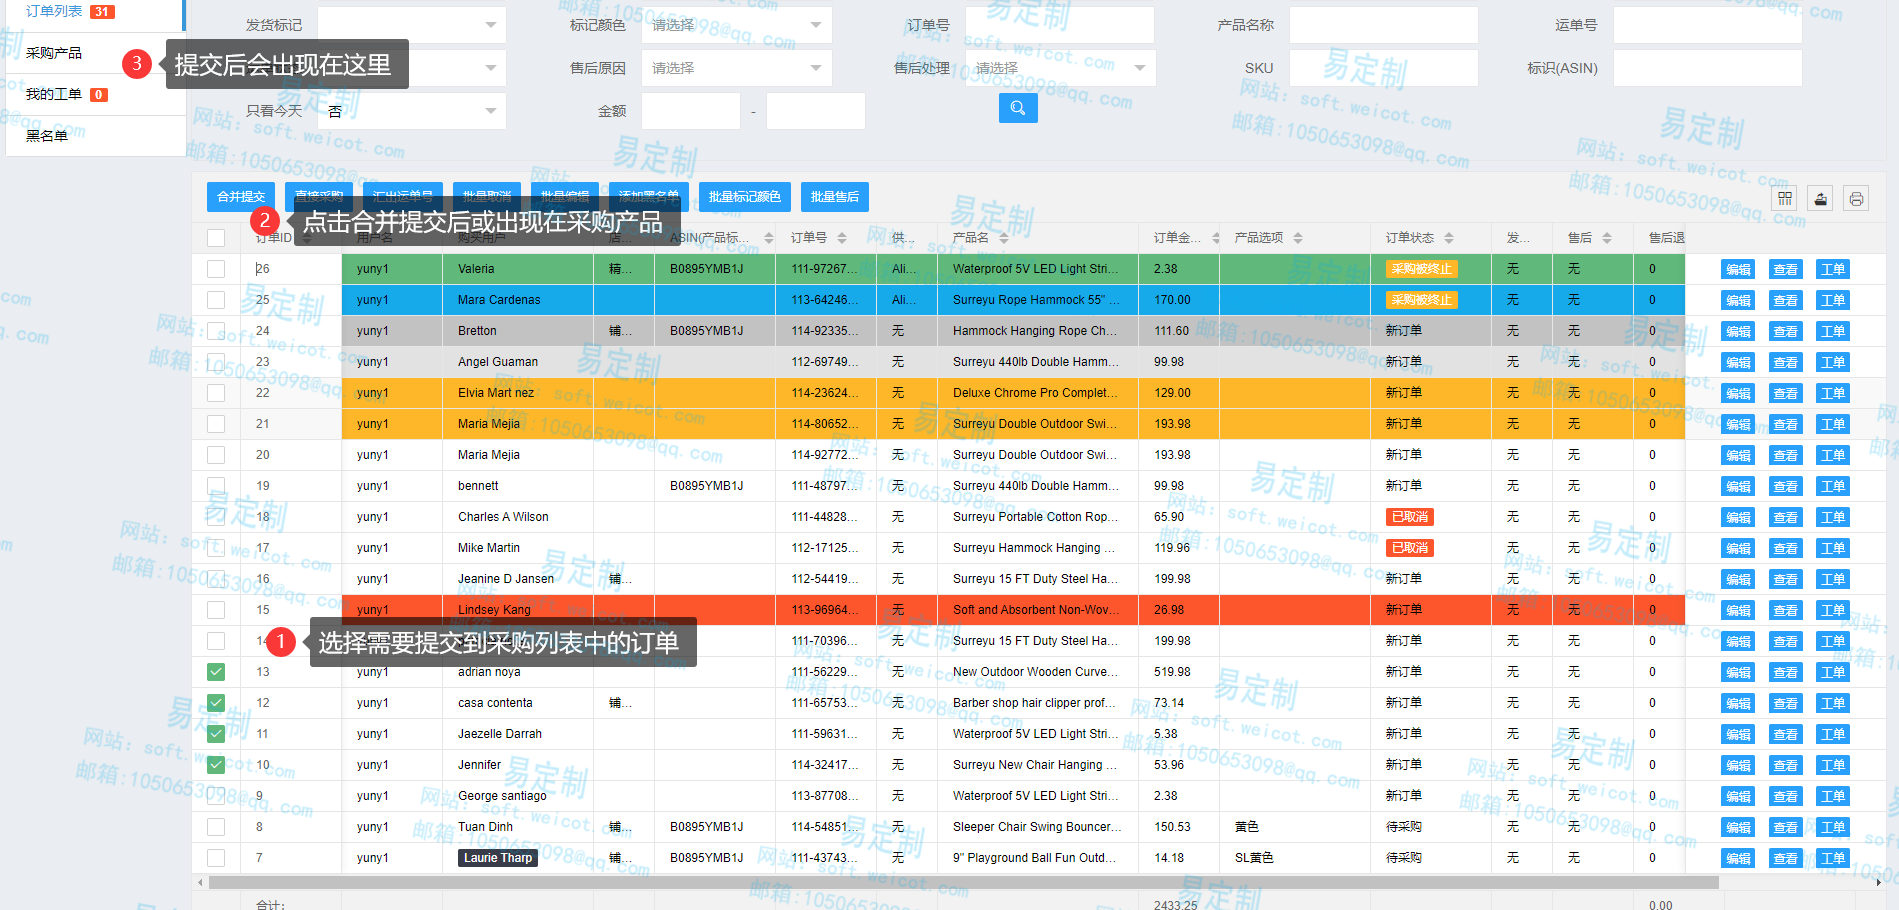 订单列表 31
采购产品
我的工单 0
黑名单
3 提交后会出现在这里
发货标记
标记颜色 请选择
订单号
产品名称
运单号
售后原因 请选择
售后处理 请选择
SKU
标识(ASIN)
只看今天 否
金额 -
合并提交 直接采购 汇出运单号 批量取消 批量编辑 添加黑名单 批量标记颜色 批量售后
2 点击合并提交后或出现在采购产品
订单ID 用户名 购买用户 店... ASIN(产品标... 订单号 供... 产品名 订单金... 产品选项 订单状态 发... 售后 售后退
26 yuny1 Valeria 精... B0895YMB1J 111-97267... Ali... Waterproof 5V LED Light Stri... 2.38 采购被终止 无 无 0 编辑 查看 工单
25 yuny1 Mara Cardenas 113-64246... Ali... Surreyu Rope Hammock 55" ... 170.00 采购被终止 无 无 0 编辑 查看 工单
24 yuny1 Bretton 铺... B0895YMB1J 114-92335... 无 Hammock Hanging Rope Ch... 111.60 新订单 无 无 0 编辑 查看 工单
23 yuny1 Angel Guaman 112-69749... 无 Surreyu 440lb Double Hamm... 99.98 新订单 无 无 0 编辑 查看 工单
22 yuny1 Elvia Mart nez 114-23624... 无 Deluxe Chrome Pro Complet... 129.00 新订单 无 无 0 编辑 查看 工单
21 yuny1 Maria Mejia 114-80652... 无 Surreyu Double Outdoor Swi... 193.98 新订单 无 无 0 编辑 查看 工单
20 yuny1 Maria Mejia 114-92772... 无 Surreyu Double Outdoor Swi... 193.98 新订单 无 无 0 编辑 查看 工单
19 yuny1 bennett B0895YMB1J 111-48797... 无 Surreyu 440lb Double Hamm... 99.98 新订单 无 无 0 编辑 查看 工单
18 yuny1 Charles A Wilson 111-44828... 无 Surreyu Portable Cotton Rop... 65.90 已取消 无 无 0 编辑 查看 工单
17 yuny1 Mike Martin 112-17125... 无 Surreyu Hammock Hanging ... 119.96 已取消 无 无 0 编辑 查看 工单
16 yuny1 Jeanine D Jansen 铺... 112-54419... 无 Surreyu 15 FT Duty Steel Ha... 199.98 新订单 无 无 0 编辑 查看 工单
15 yuny1 Lindsey Kang 113-96964... 无 Soft and Absorbent Non-Wov... 26.98 新订单 无 无 0 编辑 查看 工单
14 111-70396... 无 Surreyu 15 FT Duty Steel Ha... 199.98 新订单 无 无 0 编辑 查看 工单
1 选择需要提交到采购列表中的订单
13 yuny1 adrian noya 111-56229... 无 New Outdoor Wooden Curve... 519.98 新订单 无 无 0 编辑 查看 工单
12 yuny1 casa contenta 铺... 111-65753... 无 Barber shop hair clipper prof... 73.14 新订单 无 无 0 编辑 查看 工单
11 yuny1 Jaezelle Darrah 111-59631... 无 Waterproof 5V LED Light Stri... 5.38 新订单 无 无 0 编辑 查看 工单
10 yuny1 Jennifer 114-32417... 无 Surreyu New Chair Hanging ... 53.96 新订单 无 无 0 编辑 查看 工单
9 yuny1 George santiago 113-87708... 无 Waterproof 5V LED Light Stri... 2.38 新订单 无 无 0 编辑 查看 工单
8 yuny1 Tuan Dinh 铺... B0895YMB1J 114-54851... 无 Sleeper Chair Swing Bouncer... 150.53 黄色 待采购 无 无 0 编辑 查看 工单
7 yuny1 Laurie Tharp 铺... B0895YMB1J 111-43743... 无 9" Playground Ball Fun Outd... 14.18 SL黄色 待采购 无 无 0 编辑 查看 工单
合计: 2433.25 0.00
易定制
网站: soft.weicot.com
邮箱:1050653098@qq.com